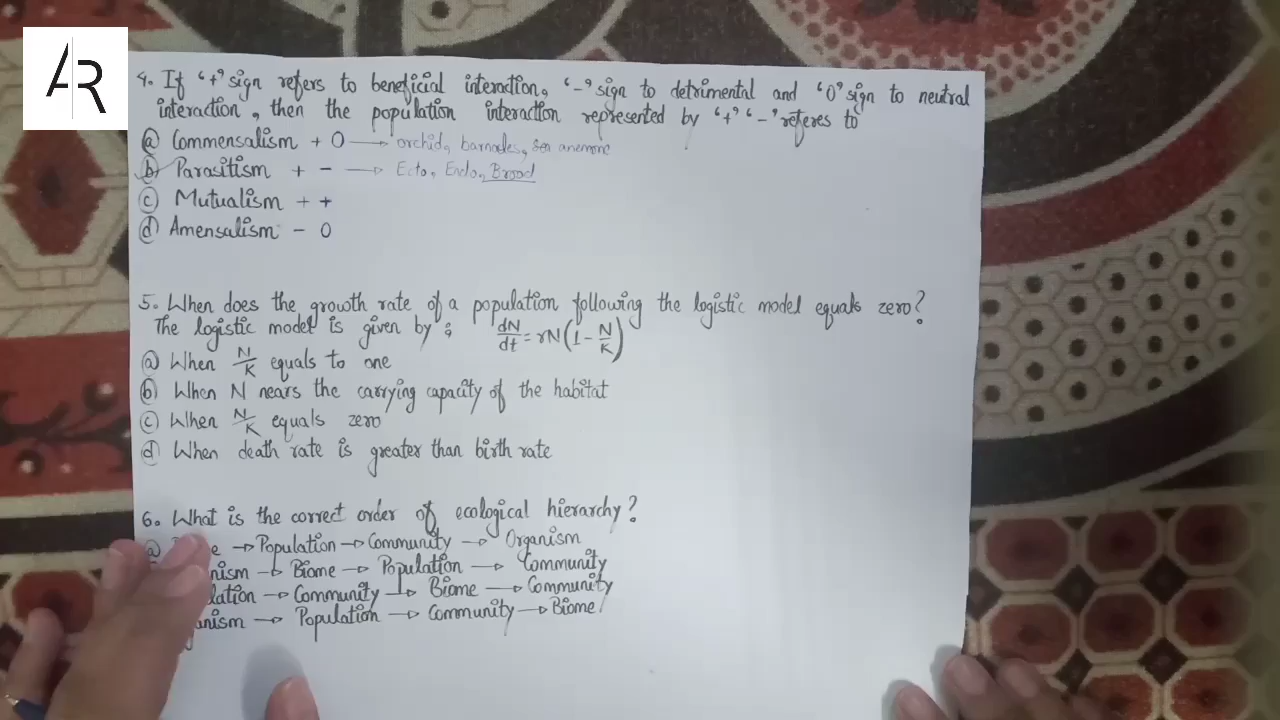 AR
4. If '+' sign refers to beneficial interaction, '-' sign to detrimental and '0' sign to neutral
interaction, then the population interaction represented by '+' '-' referes to
(a) Commensalism + 0 → orchid, barnacles, sea anemone
(b) Parasitism + - → Ecto, Endo, Brood
(c) Mutualism + +
(d) Amensalism - 0
5. When does the growth rate of a population following the logistic model equals zero?
The logistic model is given by : dN/dt = rN(1 - N/K)
(a) When N/K equals to one
(b) When N nears the carrying capacity of the habitat
(c) When N/K equals zero
(d) When death rate is greater than birth rate
6. What is the correct order of ecological hierarchy?
(a) → Population → Community → Organism
→ Biome → Population → Community
→ Community → Biome → Community
→ Population → Community → Biome